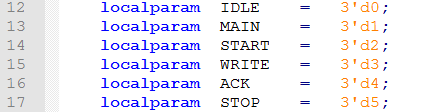 12 localparam IDLE = 3'd0;
13 localparam MAIN = 3'd1;
14 localparam START = 3'd2;
15 localparam WRITE = 3'd3;
16 localparam ACK = 3'd4;
17 localparam STOP = 3'd5;